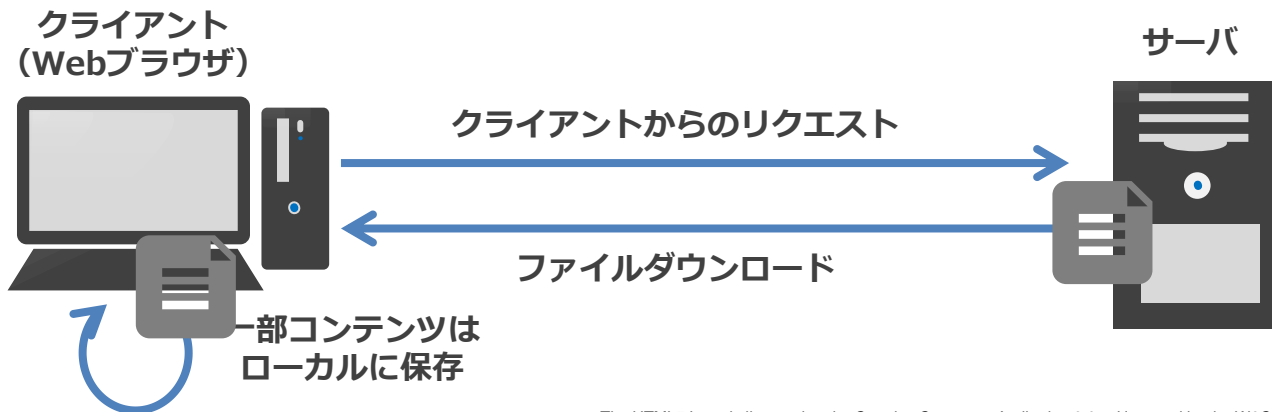 クライアント
（Webブラウザ）
サーバ
クライアントからのリクエスト
ファイルダウンロード
一部コンテンツは
ローカルに保存